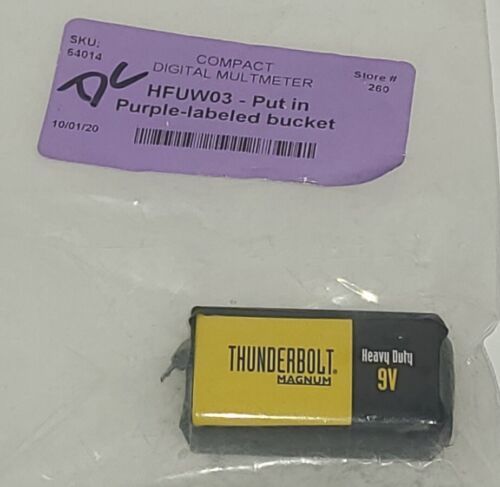 SKU:
64014
COMPACT
DIGITAL MULTMETER
Store #
260
HFUW03 - Put in
Purple-labeled bucket
10/01/20
THUNDERBOLT®
MAGNUM
Heavy Duty
9V